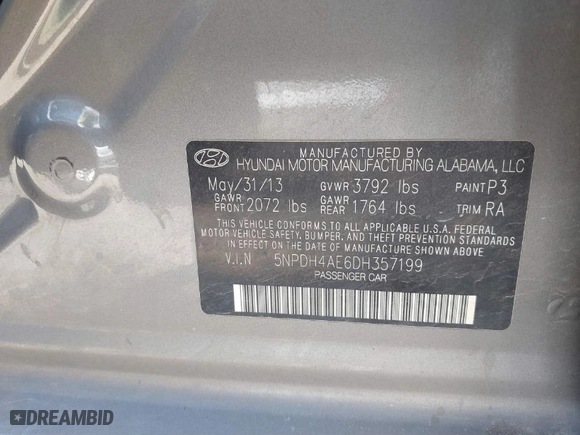 MANUFACTURED BY
HYUNDAI MOTOR MANUFACTURING ALABAMA, LLC
May/31/13 GVWR 3792 lbs PAINT P3
GAWR FRONT 2072 lbs GAWR REAR 1764 lbs TRIM RA
THIS VEHICLE CONFORMS TO ALL APPLICABLE U.S.A. FEDERAL
MOTOR VEHICLE SAFETY, BUMPER, AND THEFT PREVENTION STANDARDS
IN EFFECT ON THE DATE OF MANUFACTURE SHOWN ABOVE
V.I.N 5NPDH4AE6DH357199
PASSENGER CAR
DREAMBID